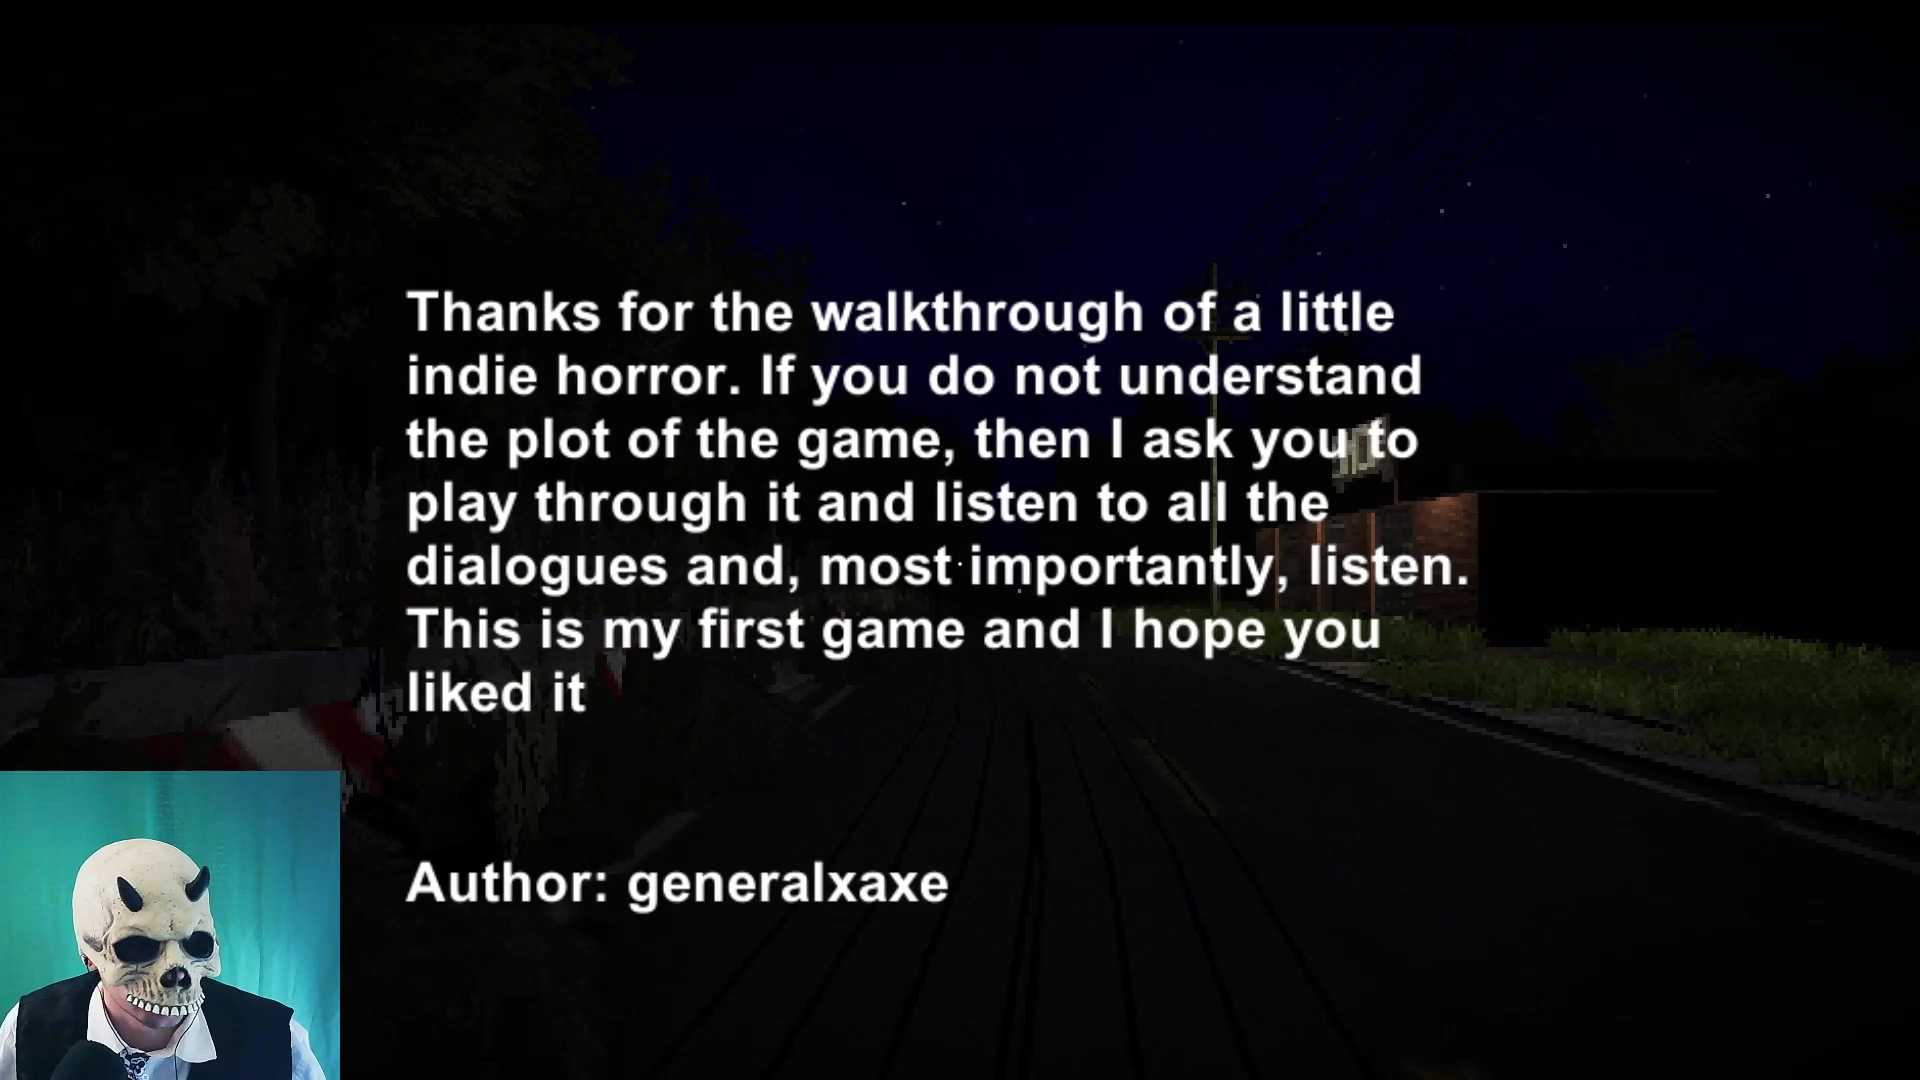 Thanks for the walkthrough of a little
indie horror. If you do not understand
the plot of the game, then I ask you to
play through it and listen to all the
dialogues and, most importantly, listen.
This is my first game and I hope you
liked it
Author: generalxaxe